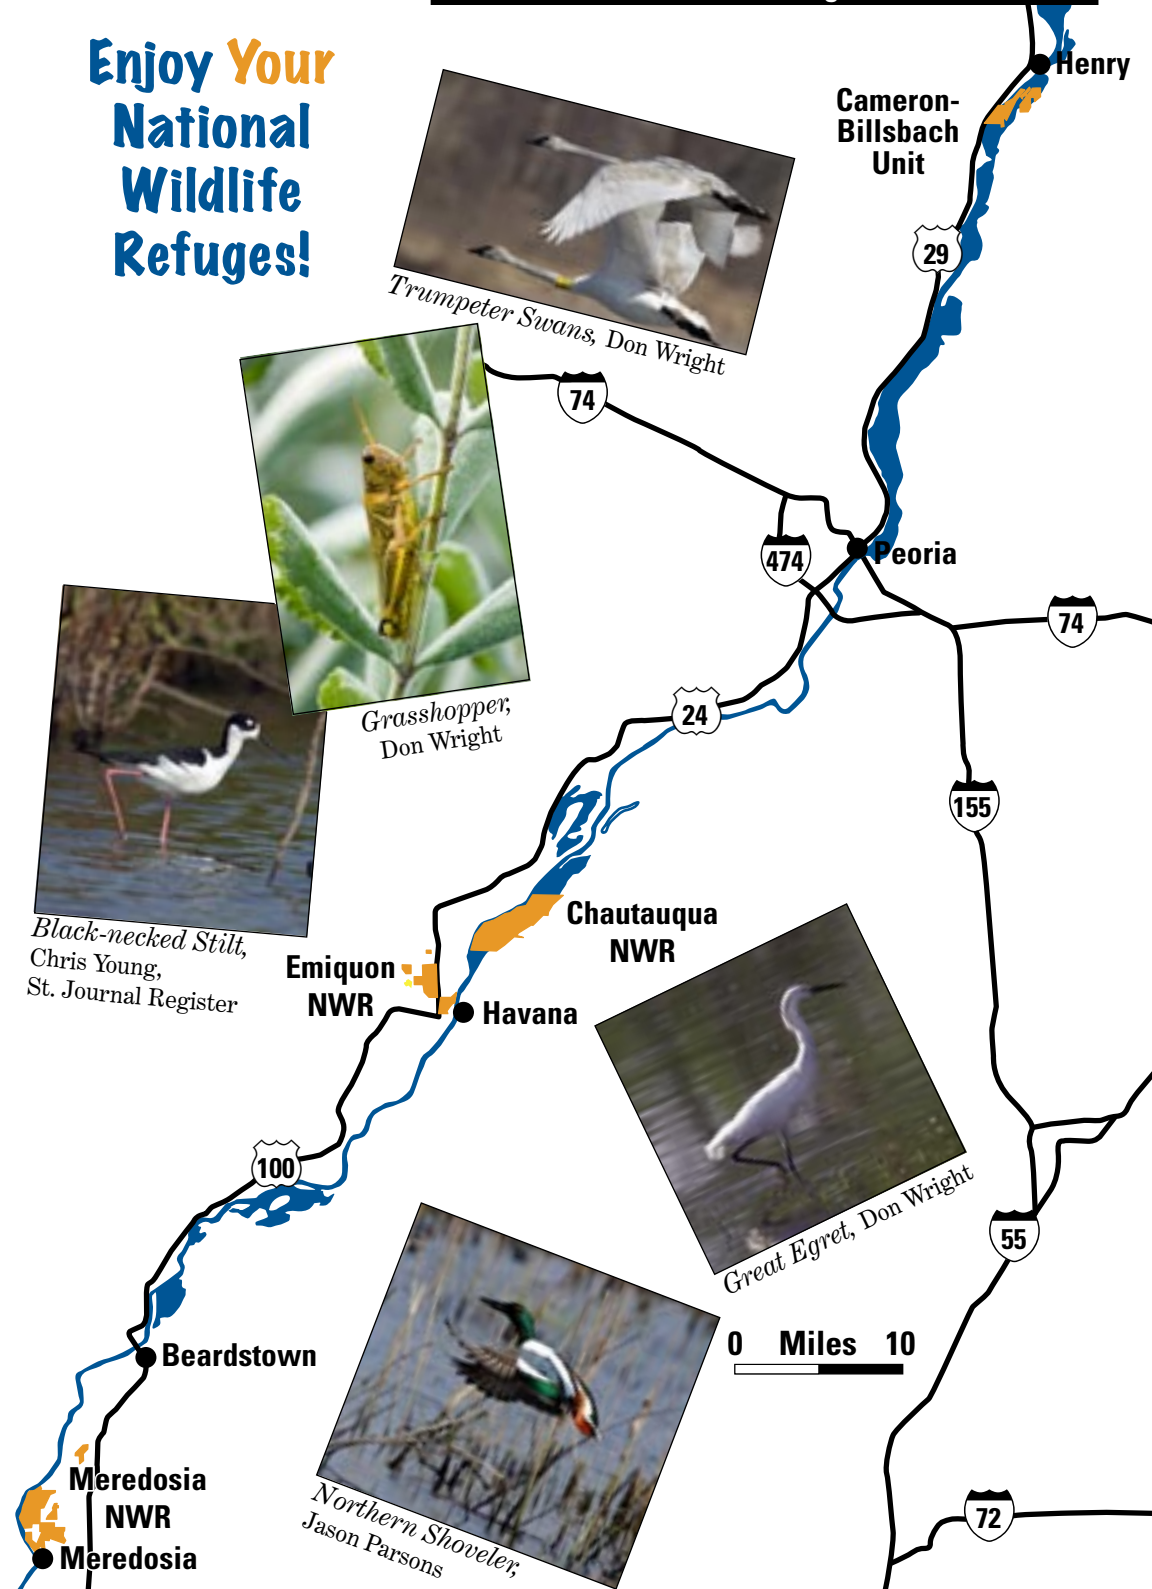 Enjoy Your
National
Wildlife
Refuges!
Henry
Cameron-
Billsbach
Unit
29
Trumpeter Swans, Don Wright
74
Peoria
474
74
Grasshopper,
Don Wright
24
155
Black-necked Stilt,
Chris Young,
St. Journal Register
Chautauqua
NWR
Emiquon
NWR
Havana
100
Great Egret, Don Wright
55
0 Miles 10
Beardstown
Meredosia
NWR
Meredosia
Northern Shoveler,
Jason Parsons
72